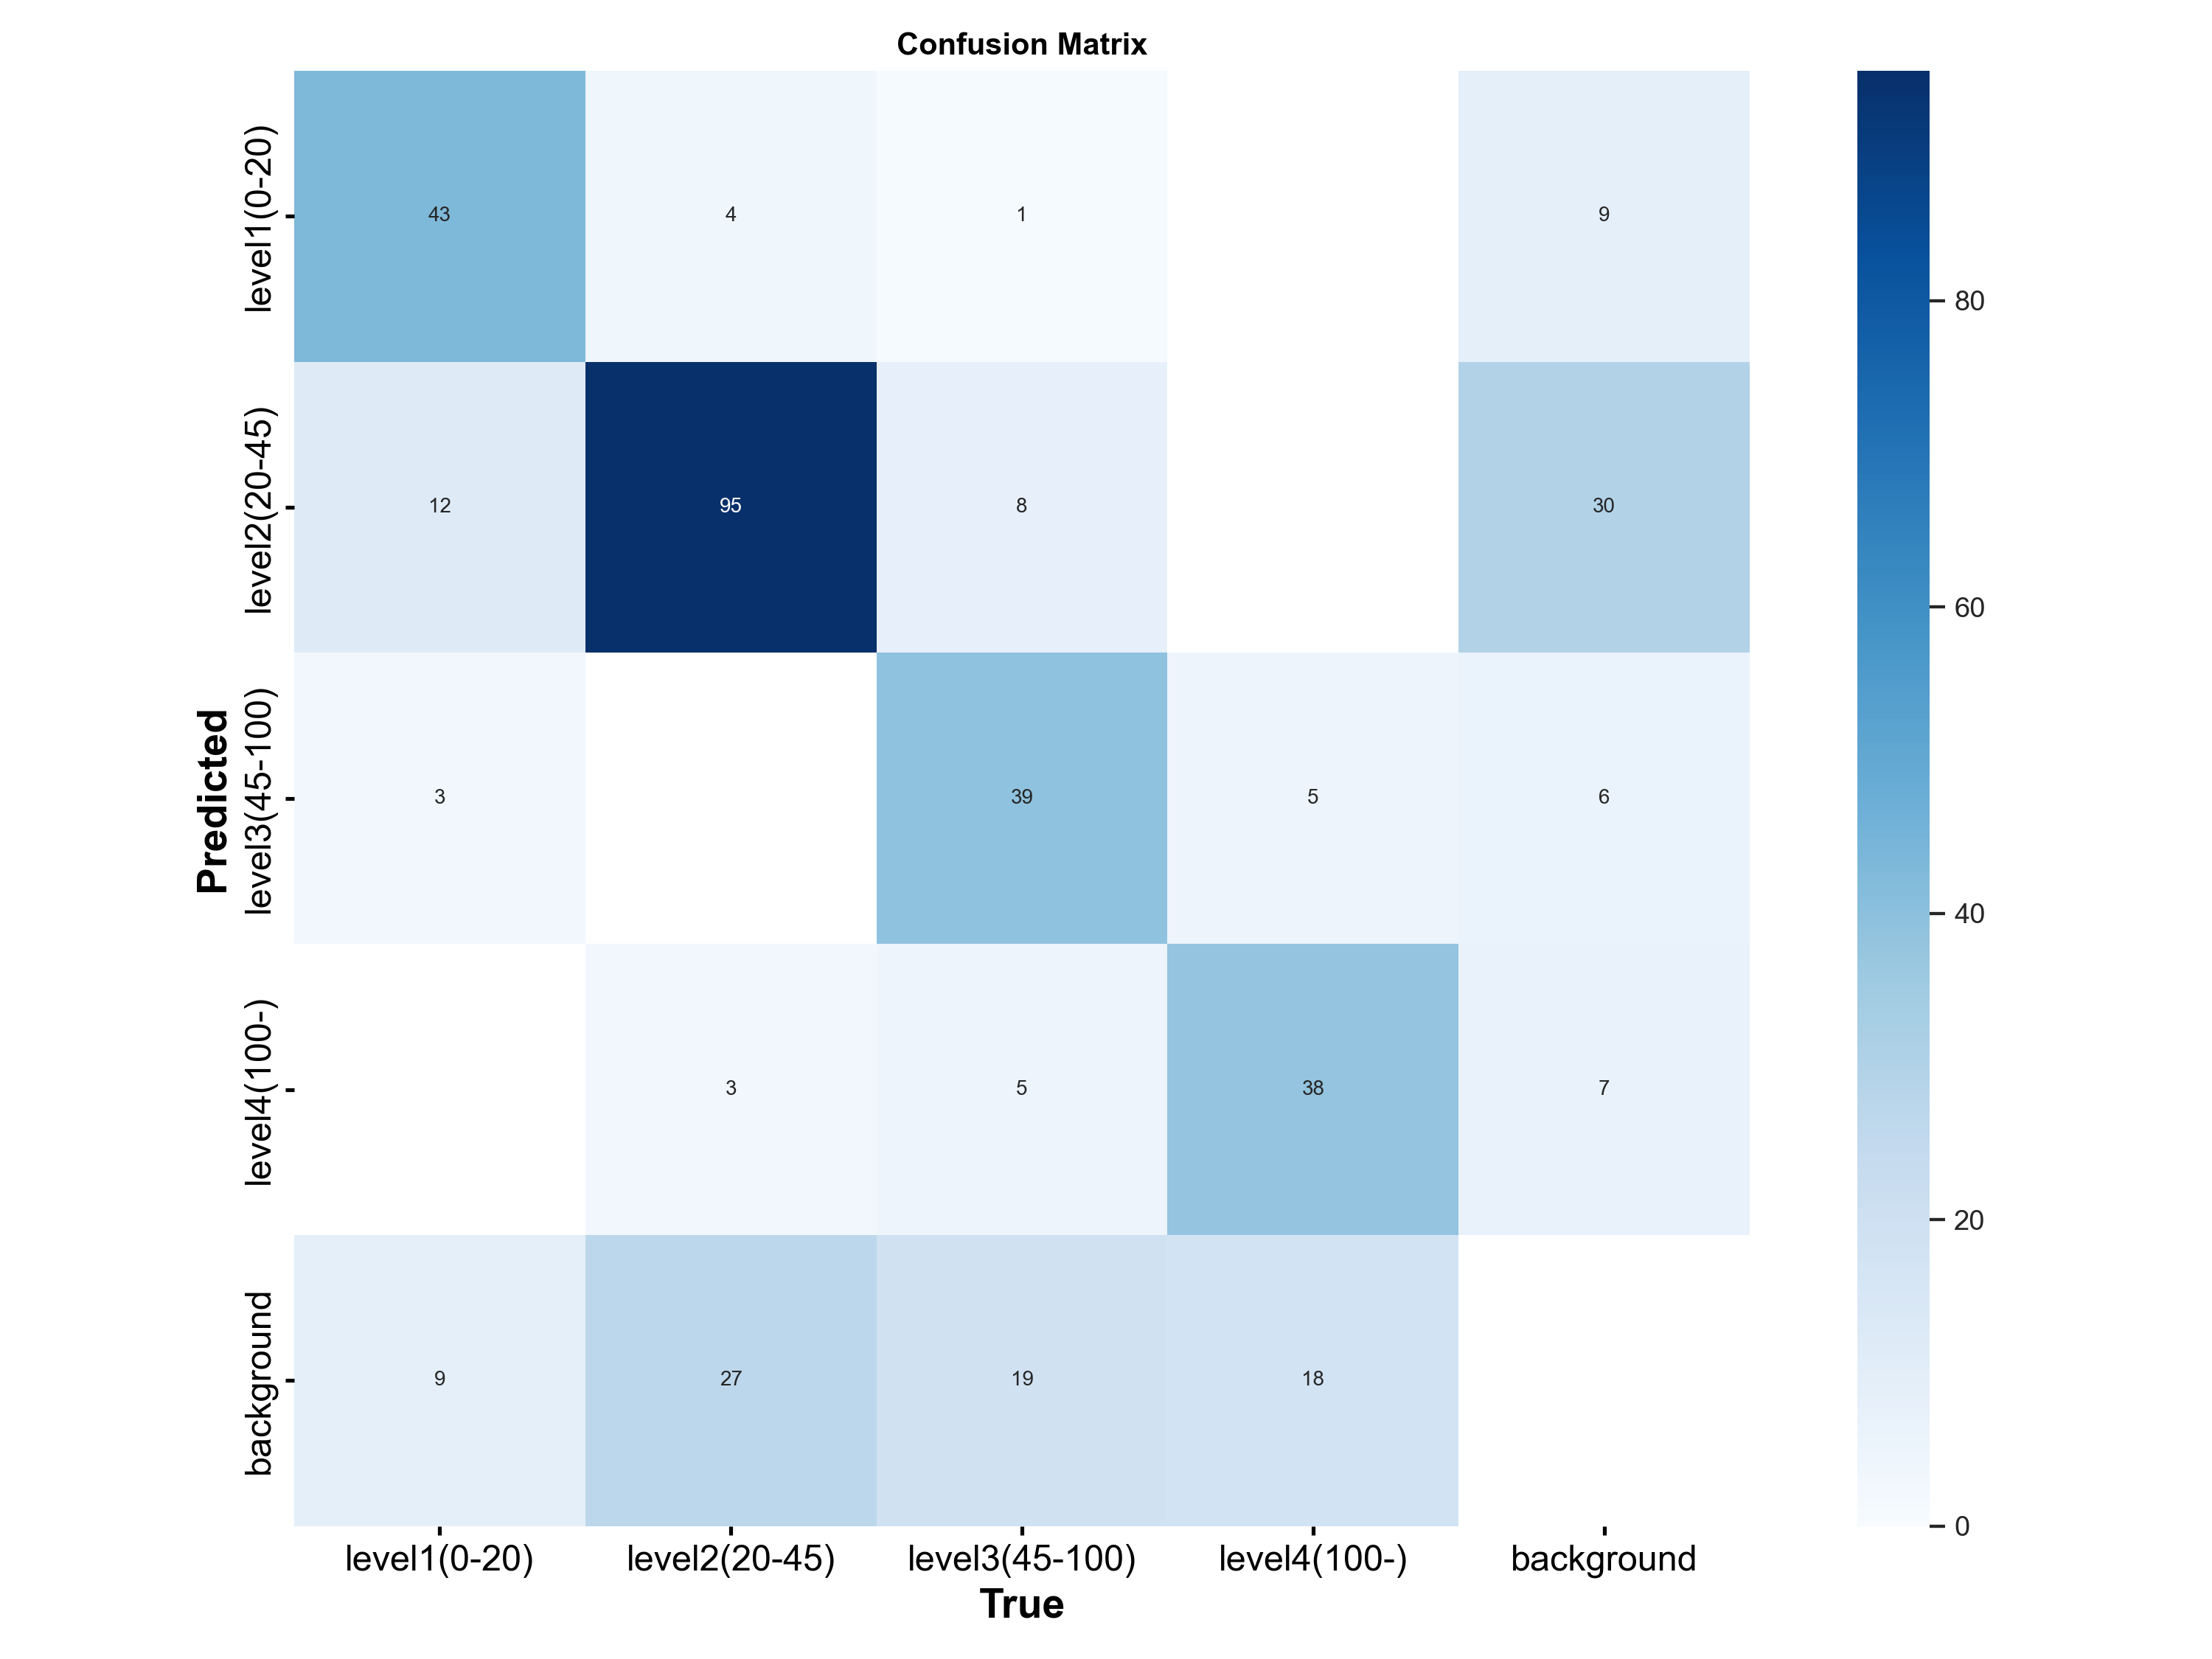 Confusion Matrix
level1(0-20)
43
4
1
9
level2(20-45)
12
95
8
30
level3(45-100)
3
39
5
6
level4(100-)
3
5
38
7
background
9
27
19
18
Predicted
level1(0-20)
level2(20-45)
level3(45-100)
level4(100-)
background
True
80
60
40
20
0